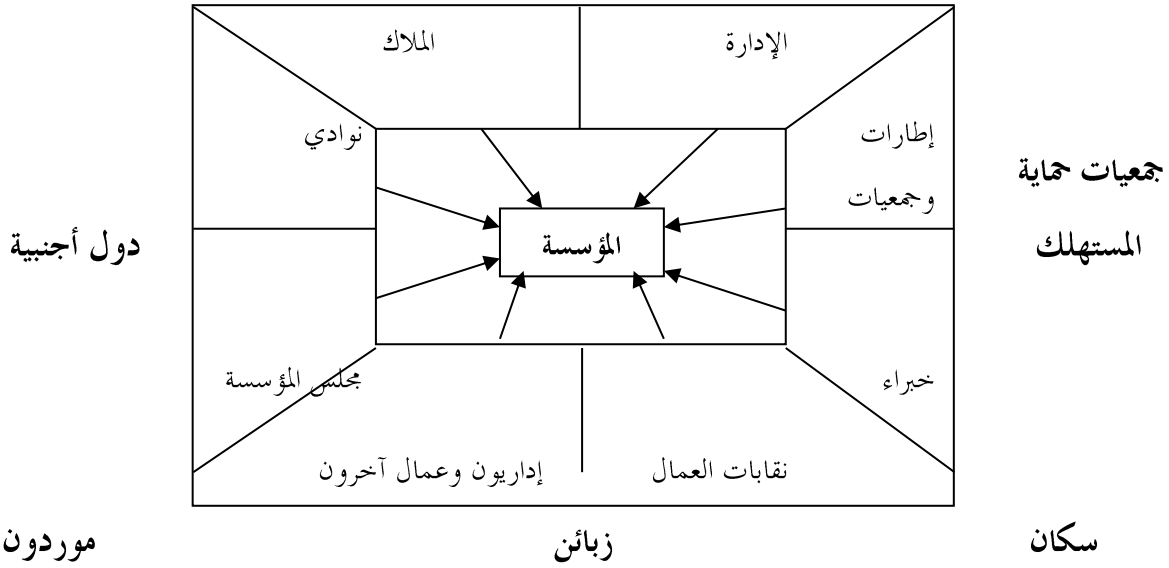 الإدارة
الملاك
إطارات
وجمعيات
نوادي
جمعيات حماية
المستهلك
المؤسسة
دول أجنبية
خبراء
مجلس المؤسسة
نقابات العمال
إداريون وعمال آخرون
سكان
زبائن
موردون